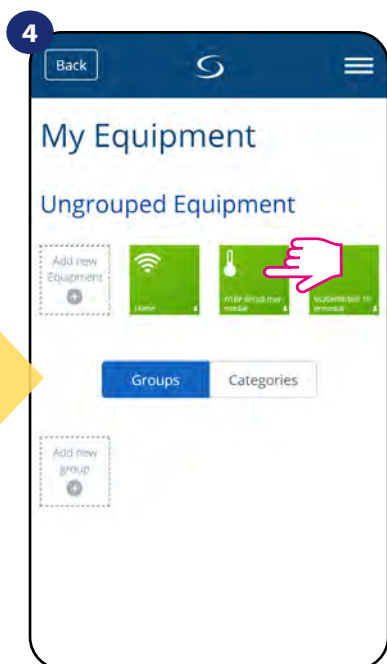 4
Back
My Equipment
Ungrouped Equipment
Add new
Equipment
Home
Groups
Categories
Add new
group